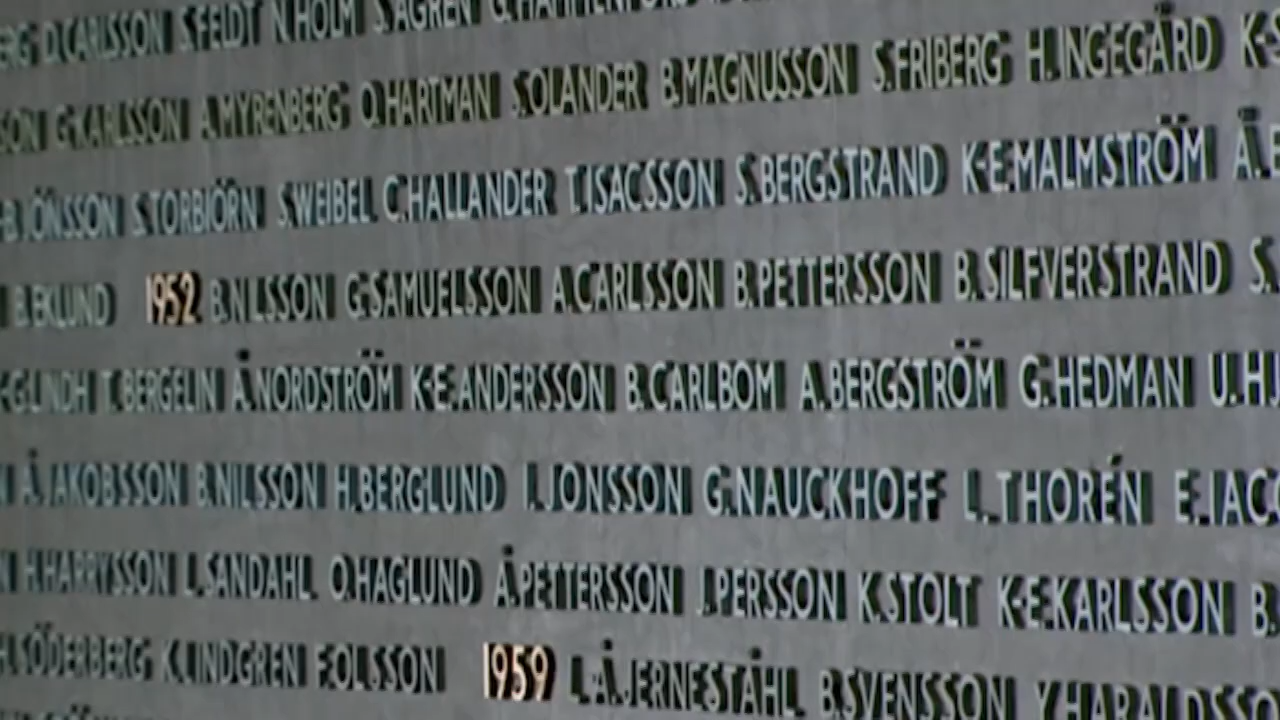 D.CARLSSON S.FELDT N.HOLM S.ÅGREN
G.KARLSSON A.MYRENBERG O.HARTMAN S.OLANDER B.MAGNUSSON S.FRIBERG H.INGEGÅRD
S.TORBJÖRN S.WEIBEL C.HALLANDER T.ISACSSON S.BERGSTRAND K-E.MALMSTRÖM
B.EKLUND 1952 B.NILSSON G.SAMUELSSON A.CARLSSON B.PETTERSSON B.SILFVERSTRAND
T.BERGELIN Å.NORDSTRÖM K-E.ANDERSSON B.CARLBOM A.BERGSTRÖM G.HEDMAN
Å.JAKOBSSON B.NILSSON H.BERGLUND L.JONSSON G.NAUCKHOFF L.THORÉN
H.HARRYSSON L.SANDAHL O.HAGLUND Å.PETTERSSON J.PERSSON K.STOLT K-E.KARLSSON
SÖDERBERG K.LINDGREN F.OLSSON 1959 L-Å.JERNESTÅHL B.SVENSSON